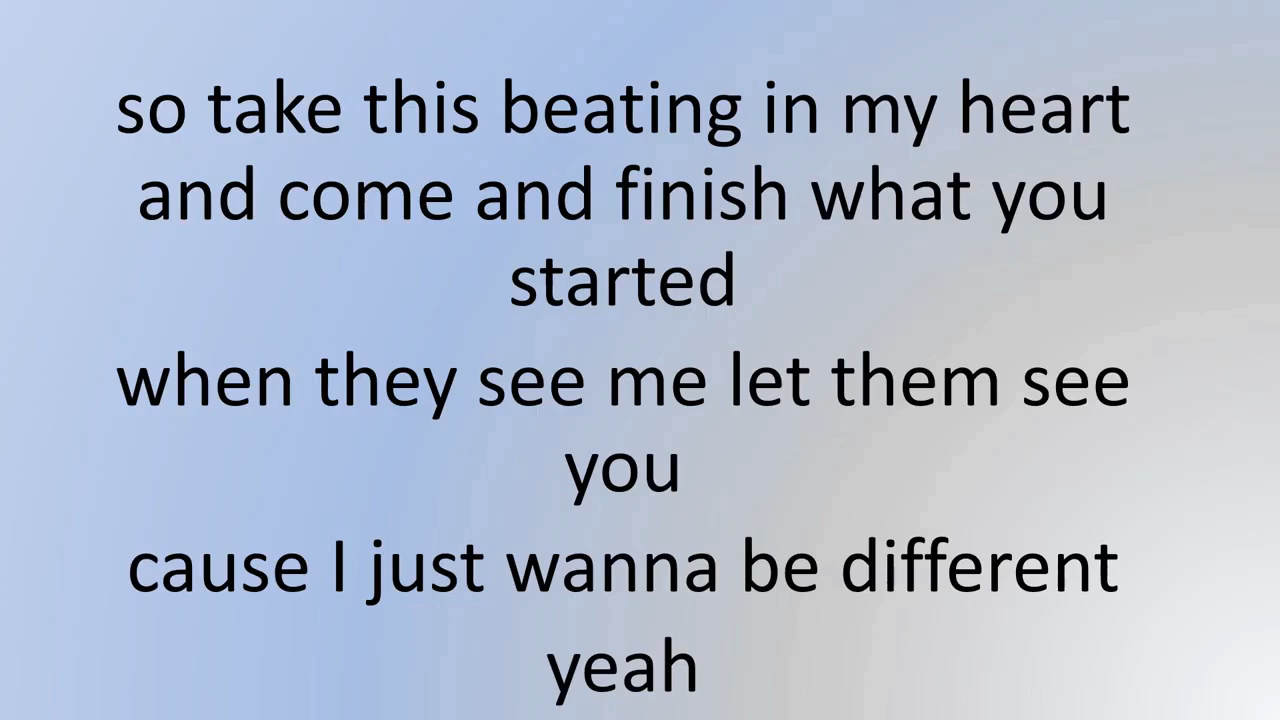 so take this beating in my heart
and come and finish what you
started
when they see me let them see
you
cause I just wanna be different
yeah